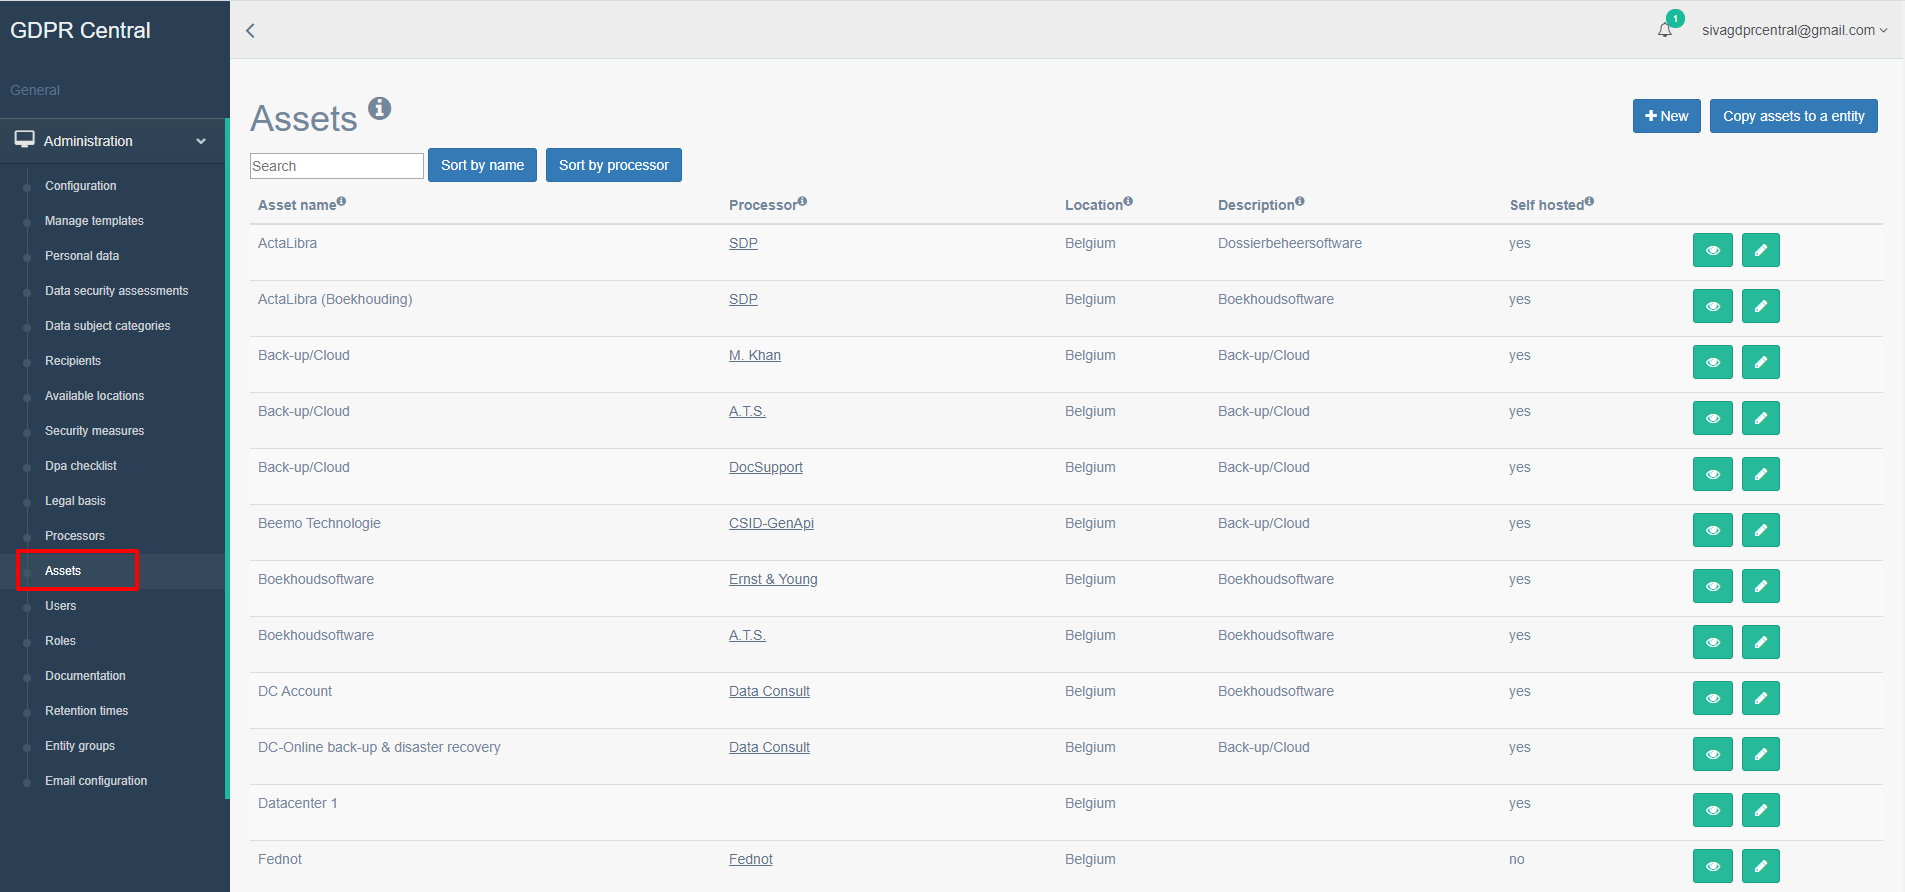 GDPR Central
1
sivagdprcentral@gmail.com
General
Administration
Configuration
Manage templates
Personal data
Data security assessments
Data subject categories
Recipients
Available locations
Security measures
Dpa checklist
Legal basis
Processors
Assets
Users
Roles
Documentation
Retention times
Entity groups
Email configuration
Assets
New
Copy assets to a entity
Search
Sort by name
Sort by processor
Asset name Processor Location Description Self hosted
ActaLibra SDP Belgium Dossierbeheersoftware yes
ActaLibra (Boekhouding) SDP Belgium Boekhoudsoftware yes
Back-up/Cloud M. Khan Belgium Back-up/Cloud yes
Back-up/Cloud A.T.S. Belgium Back-up/Cloud yes
Back-up/Cloud DocSupport Belgium Back-up/Cloud yes
Beemo Technologie CSID-GenApi Belgium Back-up/Cloud yes
Boekhoudsoftware Ernst & Young Belgium Boekhoudsoftware yes
Boekhoudsoftware A.T.S. Belgium Boekhoudsoftware yes
DC Account Data Consult Belgium Boekhoudsoftware yes
DC-Online back-up & disaster recovery Data Consult Belgium Back-up/Cloud yes
Datacenter 1 Belgium yes
Fednot Fednot Belgium no